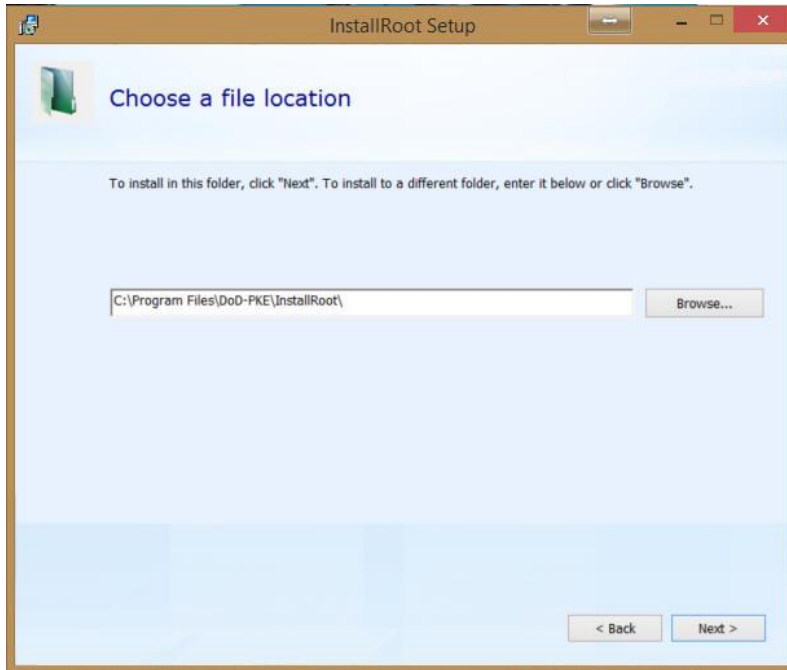 InstallRoot Setup
Choose a file location
To install in this folder, click "Next". To install to a different folder, enter it below or click "Browse".
C:\Program Files\DoD-PKE\InstallRoot\
Browse...
< Back
Next >